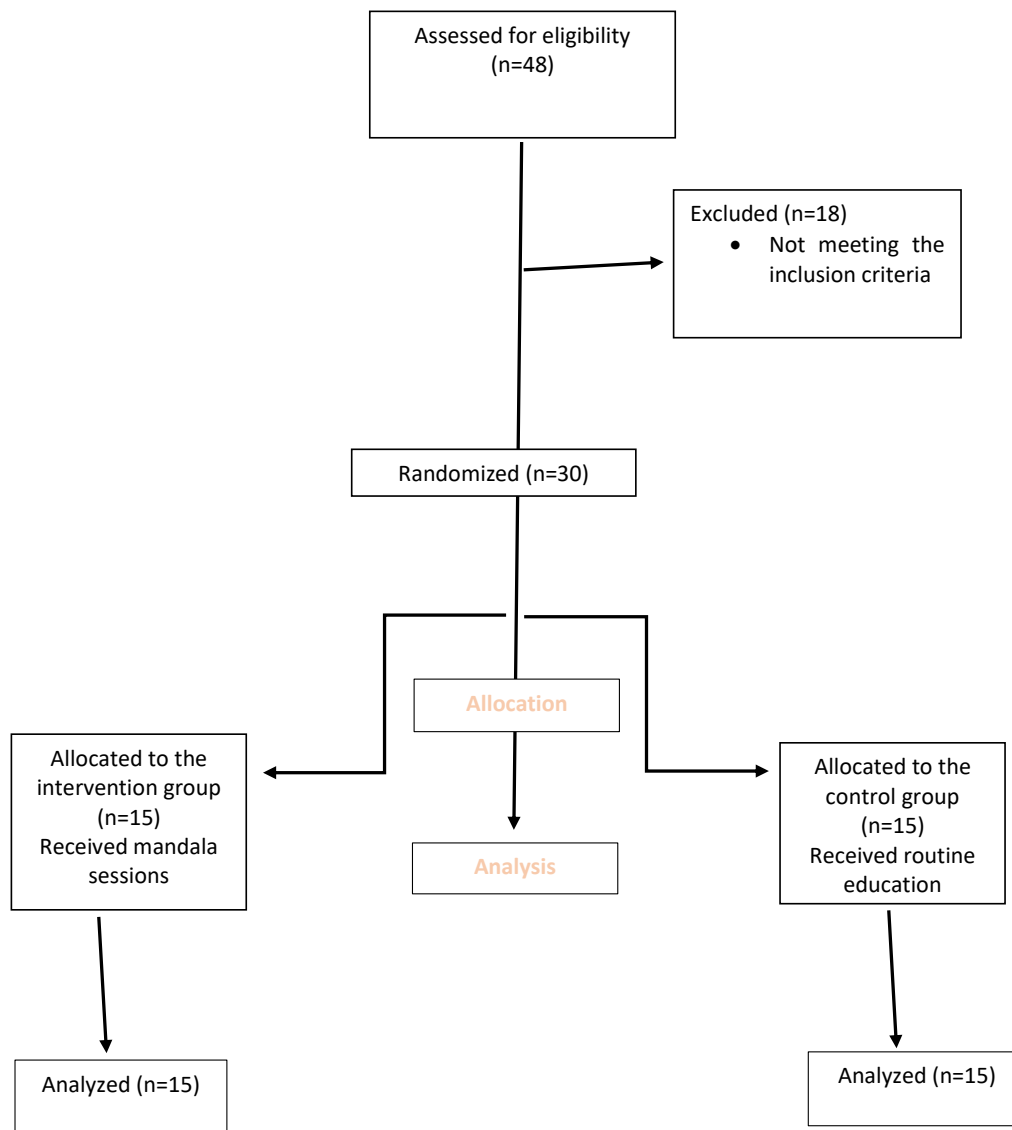 Assessed for eligibility
(n=48)
Excluded (n=18)
• Not meeting the
inclusion criteria
Randomized (n=30)
Allocation
Allocated to the
intervention group
(n=15)
Received mandala
sessions
Allocated to the
control group
(n=15)
Received routine
education
Analysis
Analyzed (n=15)
Analyzed (n=15)